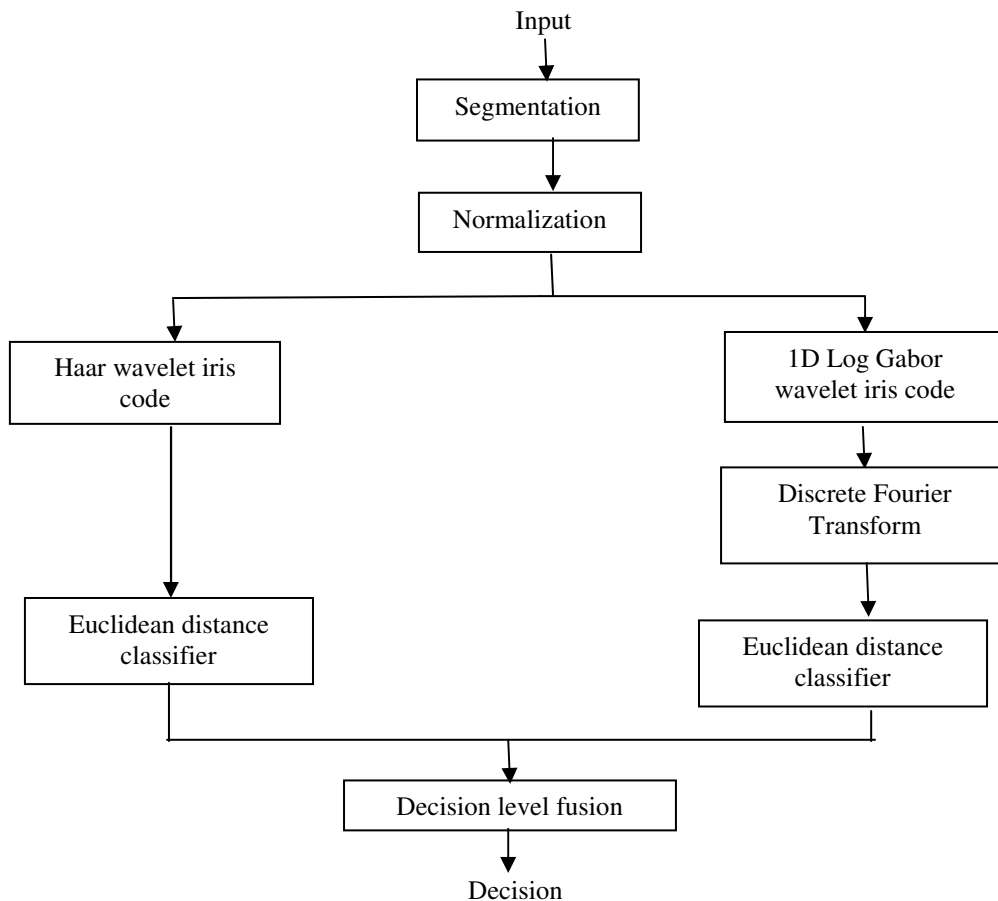 Input
Segmentation
Normalization
Haar wavelet iris
code
1D Log Gabor
wavelet iris code
Discrete Fourier
Transform
Euclidean distance
classifier
Euclidean distance
classifier
Decision level fusion
Decision